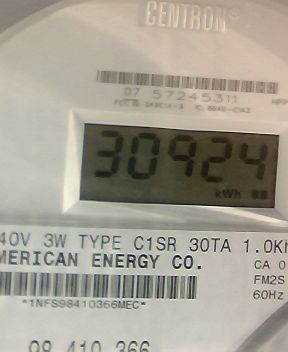 CENTRON®
07 57245311
30924
kWh
40V 3W TYPE C1SR 30TA 1.0Kh
MERICAN ENERGY CO.
CA 0
FM2S
60Hz
*1NFS98410366MEC*
98 410 366